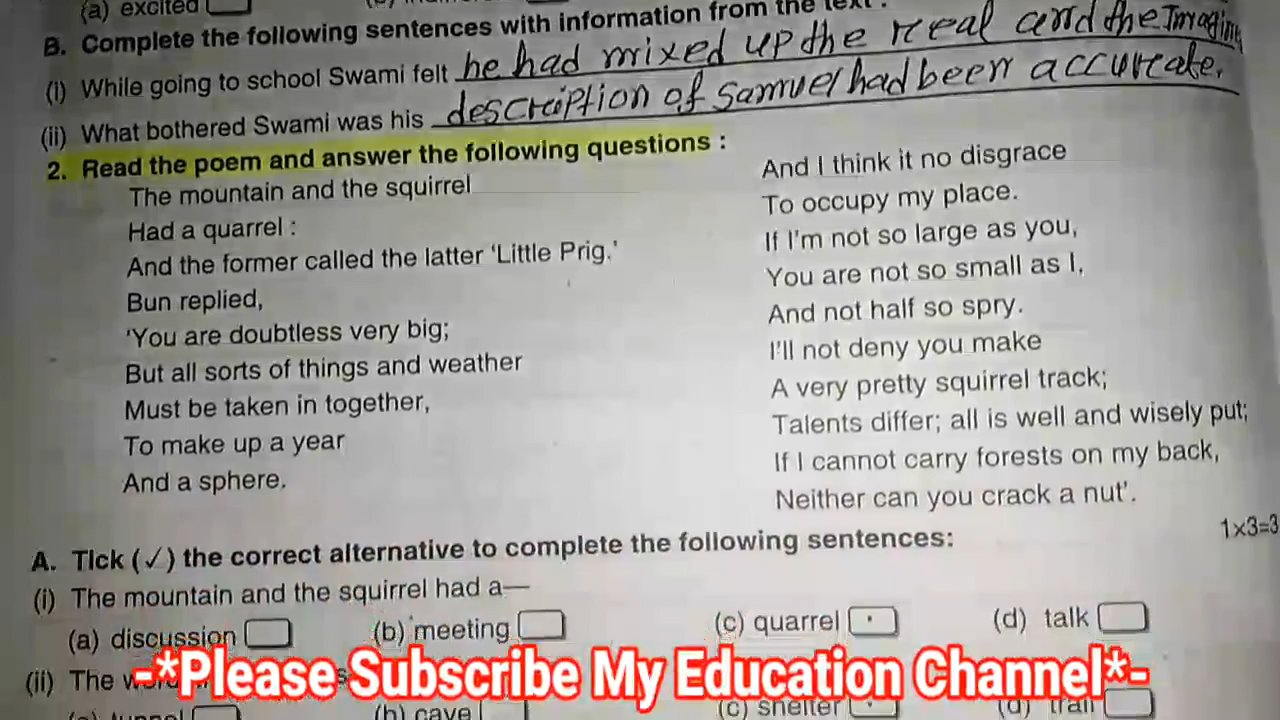 (a) excited
B. Complete the following sentences with information from the text :
(i) While going to school Swami felt he had mixed up the real and the Imagin
(ii) What bothered Swami was his description of Samuel had been accurate.
2. Read the poem and answer the following questions :
The mountain and the squirrel
Had a quarrel :
And the former called the latter ‘Little Prig.’
Bun replied,
‘You are doubtless very big;
But all sorts of things and weather
Must be taken in together,
To make up a year
And a sphere.
And I think it no disgrace
To occupy my place.
If I'm not so large as you,
You are not so small as I,
And not half so spry.
I'll not deny you make
A very pretty squirrel track;
Talents differ; all is well and wisely put;
If I cannot carry forests on my back,
Neither can you crack a nut’.
A. Tick (✓) the correct alternative to complete the following sentences: 1×3=3
(i) The mountain and the squirrel had a—
(a) discussion (b) meeting (c) quarrel (d) talk
(ii) The
-*Please Subscribe My Education Channel*-
(a) tunnel (b) cave (c) shelter (d) trail